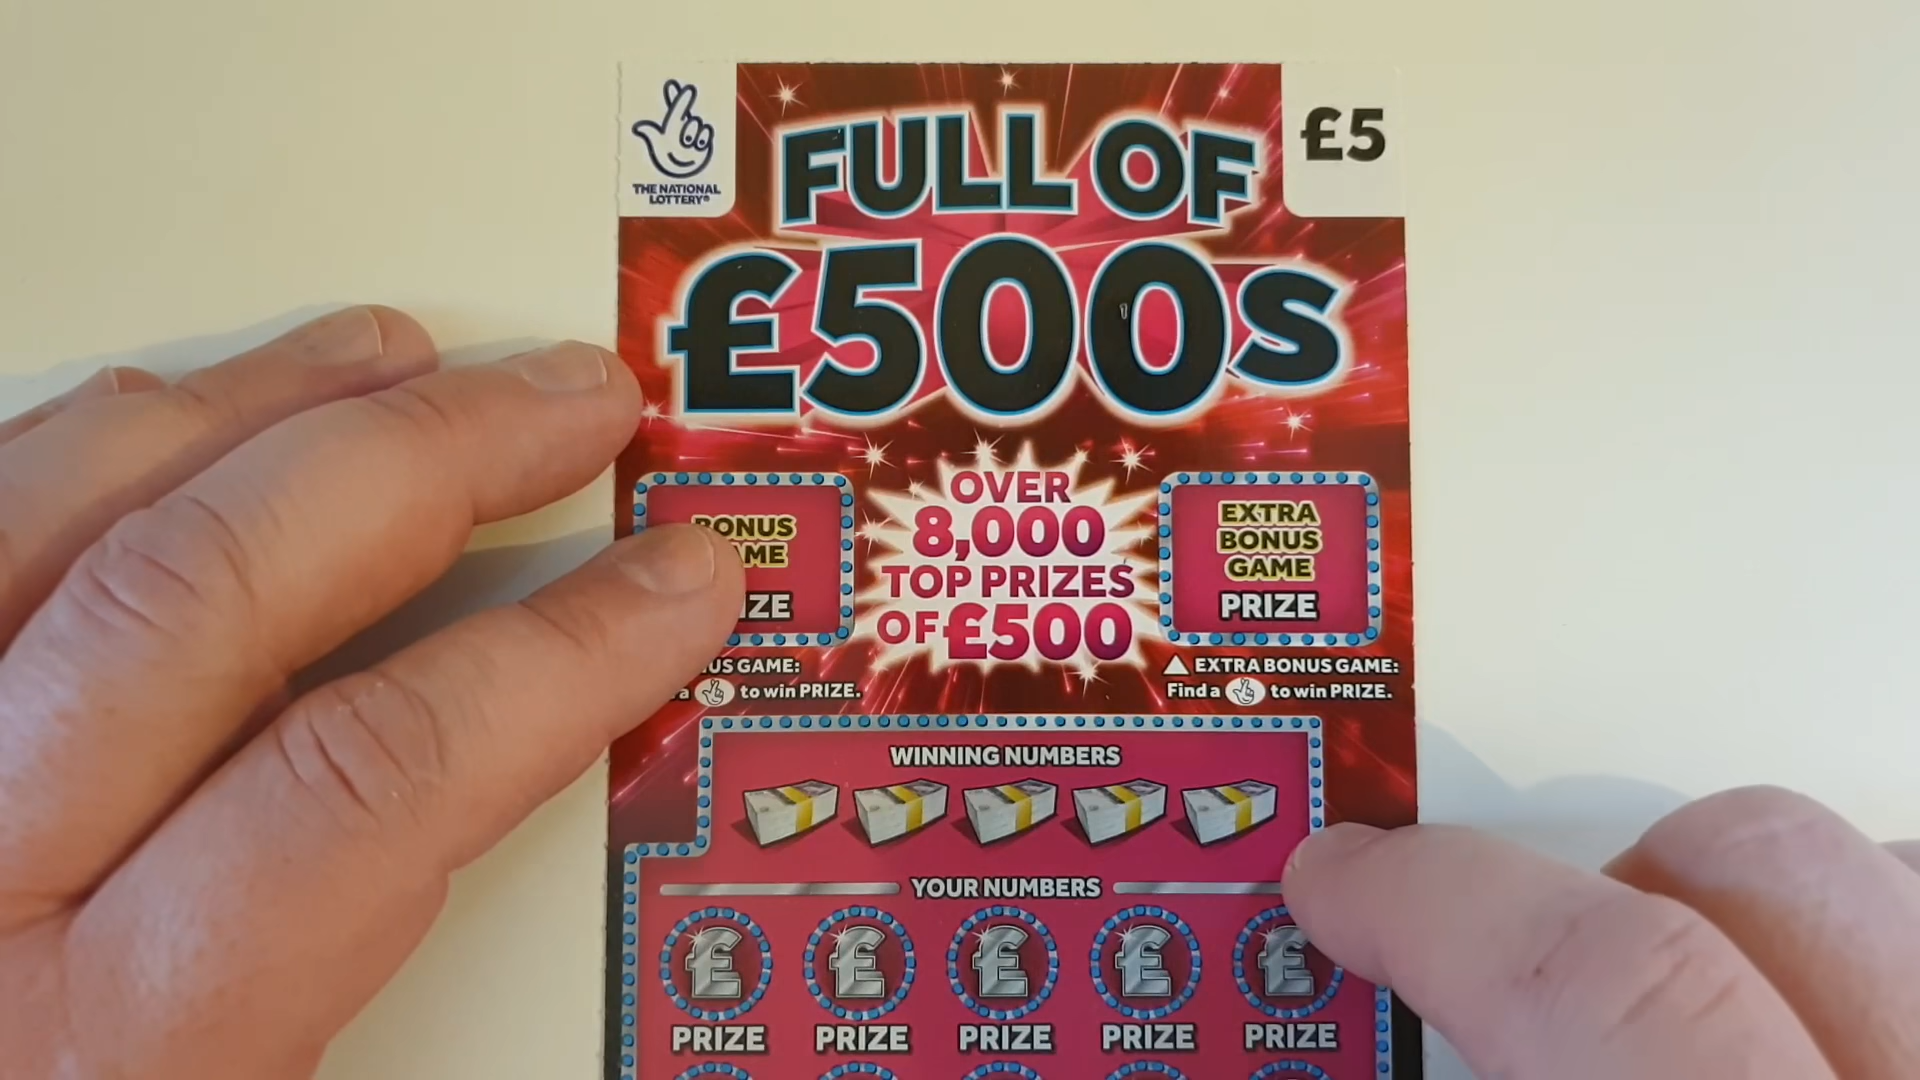 THE NATIONAL
LOTTERY®
FULL OF
£500s
£5
OVER
8,000
TOP PRIZES
OF £500
EXTRA
BONUS
GAME
PRIZE
to win PRIZE.
EXTRA BONUS GAME:
Find a to win PRIZE.
WINNING NUMBERS
YOUR NUMBERS
£ £ £ £ £
PRIZE PRIZE PRIZE PRIZE PRIZE